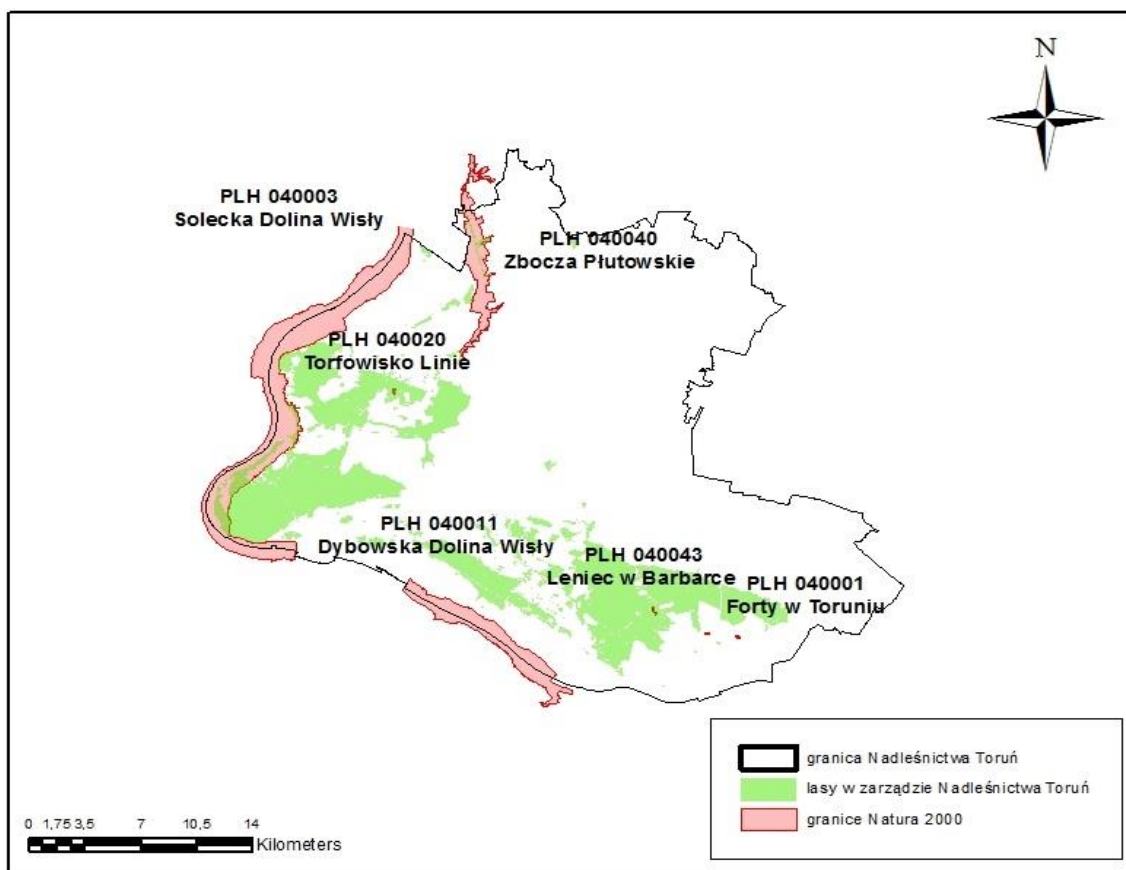 N
PLH 040003
Solecka Dolina Wisły
PLH 040040
Zbocza Płutowskie
PLH 040020
Torfowisko Linie
PLH 040011
Dybowska Dolina Wisły
PLH 040043
Leniec w Barbarce
PLH 040001
Forty w Toruniu
granica Nadleśnictwa Toruń
lasy w zarządzie Nadleśnictwa Toruń
granice Natura 2000
0 1,75 3,5 7 10,5 14
Kilometers